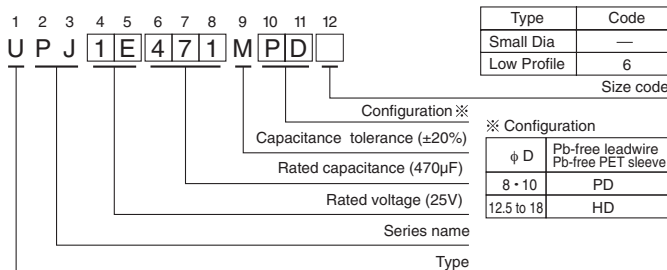 1 2 3 4 5 6 7 8 9 10 11 12
U P J 1 E 4 7 1 M P D
Type Code
Small Dia —
Low Profile 6
Size code
Configuration※
Capacitance tolerance (±20%)
Rated capacitance (470µF)
Rated voltage (25V)
Series name
Type
※ Configuration
ϕ D Pb-free leadwire
Pb-free PET sleeve
8・10 PD
12.5 to 18 HD